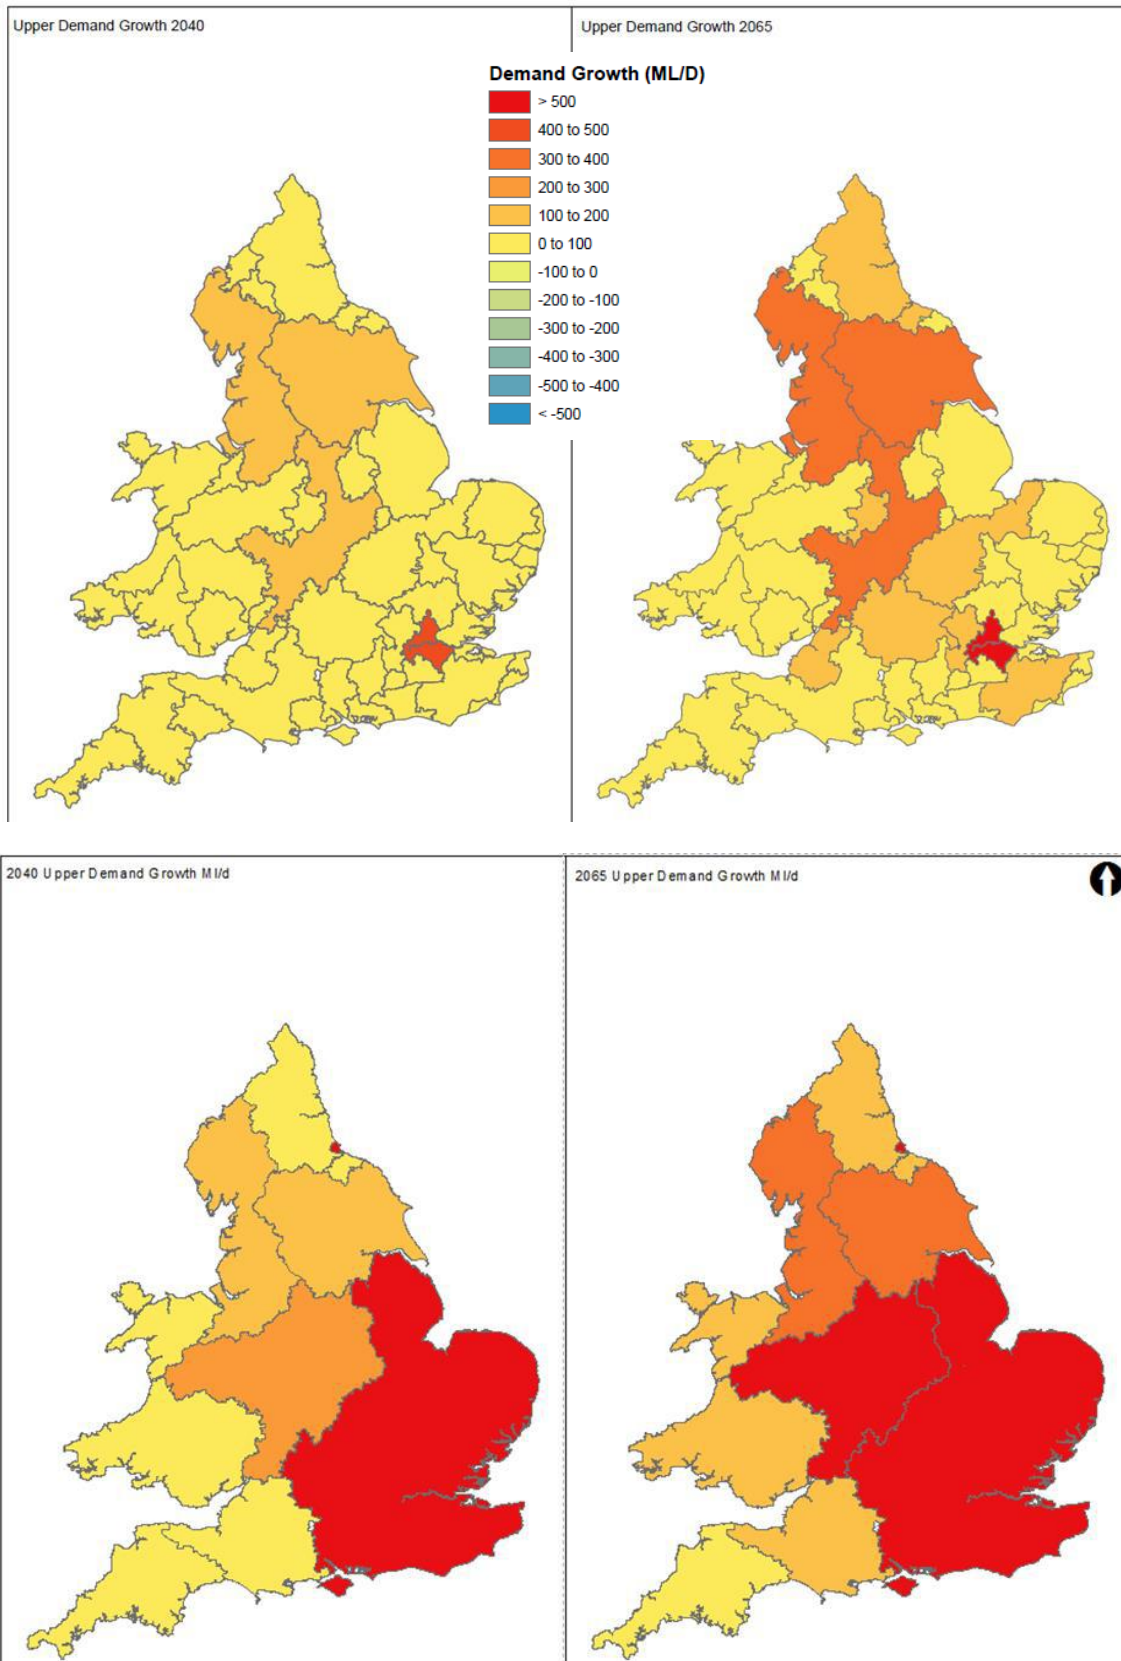 Upper Demand Growth 2040
Upper Demand Growth 2065
Demand Growth (ML/D)
> 500
400 to 500
300 to 400
200 to 300
100 to 200
0 to 100
-100 to 0
-200 to -100
-300 to -200
-400 to -300
-500 to -400
< -500
2040 Upper Demand Growth Ml/d
2065 Upper Demand Growth Ml/d